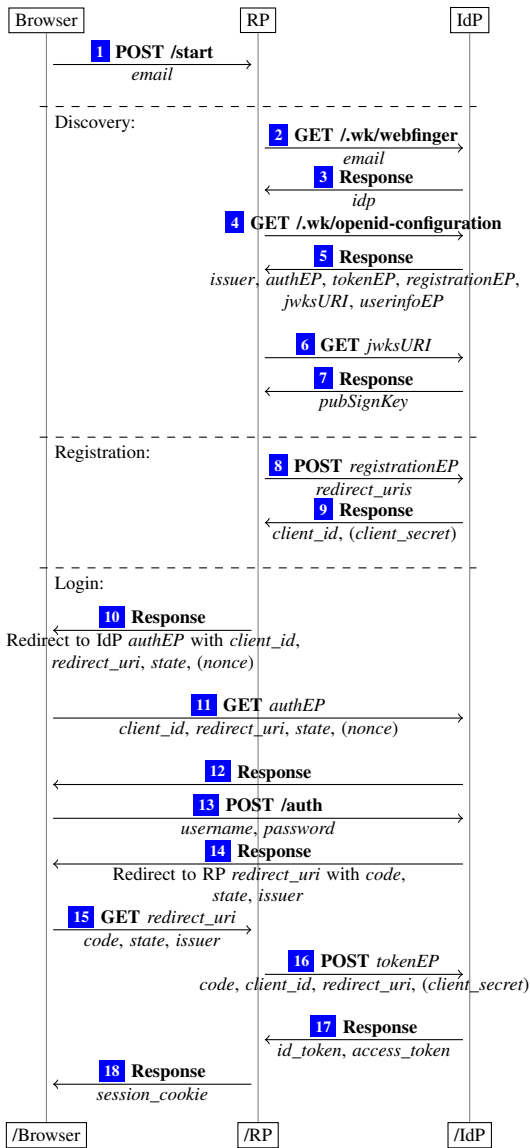 Browser RP IdP
1 POST /start
email
Discovery:
2 GET /.wk/webfinger
email
3 Response
idp
4 GET /.wk/openid-configuration
5 Response
issuer, authEP, tokenEP, registrationEP,
jwksURI, userinfoEP
6 GET jwksURI
7 Response
pubSignKey
Registration:
8 POST registrationEP
redirect_uris
9 Response
client_id, (client_secret)
Login:
10 Response
Redirect to IdP authEP with client_id,
redirect_uri, state, (nonce)
11 GET authEP
client_id, redirect_uri, state, (nonce)
12 Response
13 POST /auth
username, password
14 Response
Redirect to RP redirect_uri with code,
state, issuer
15 GET redirect_uri
code, state, issuer
16 POST tokenEP
code, client_id, redirect_uri, (client_secret)
17 Response
id_token, access_token
18 Response
session_cookie
/Browser /RP /IdP